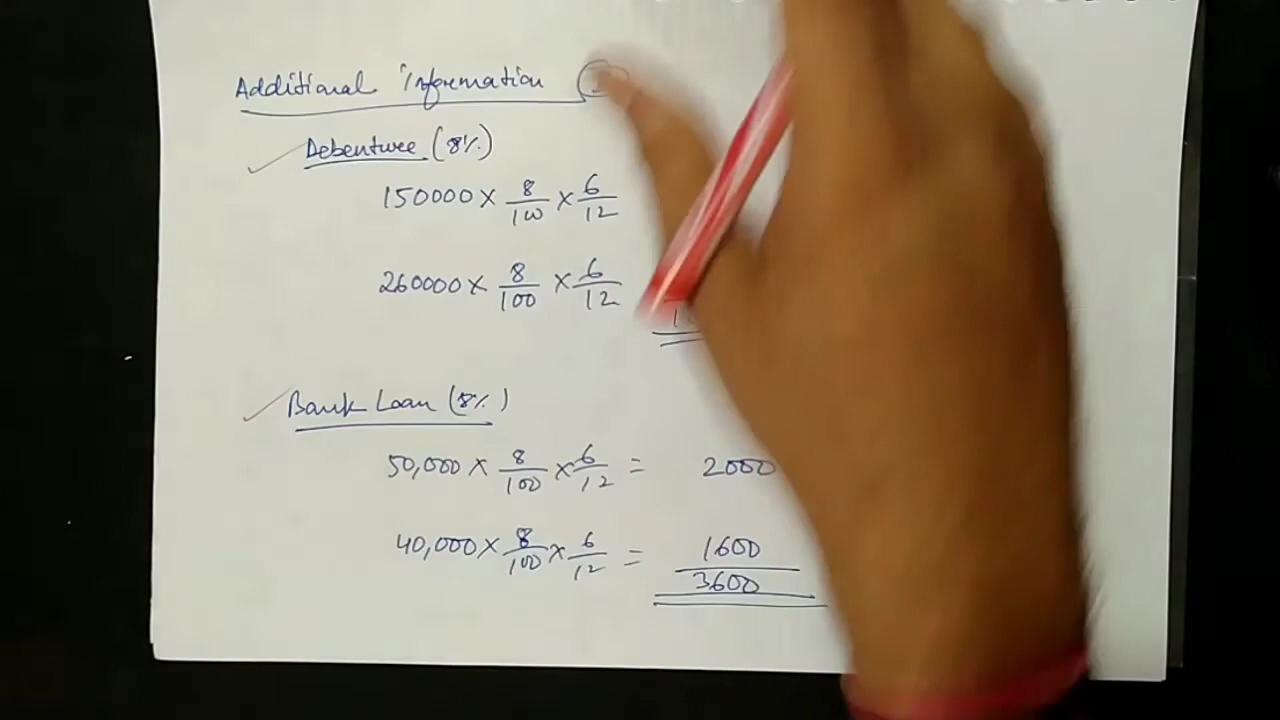 Additional Information
Debenture (8%)
150000 × 8/100 × 6/12
260000 × 8/100 × 6/12
Bank Loan (8%)
50,000 × 8/100 × 6/12 = 2000
40,000 × 8/100 × 6/12 = 1600
3600